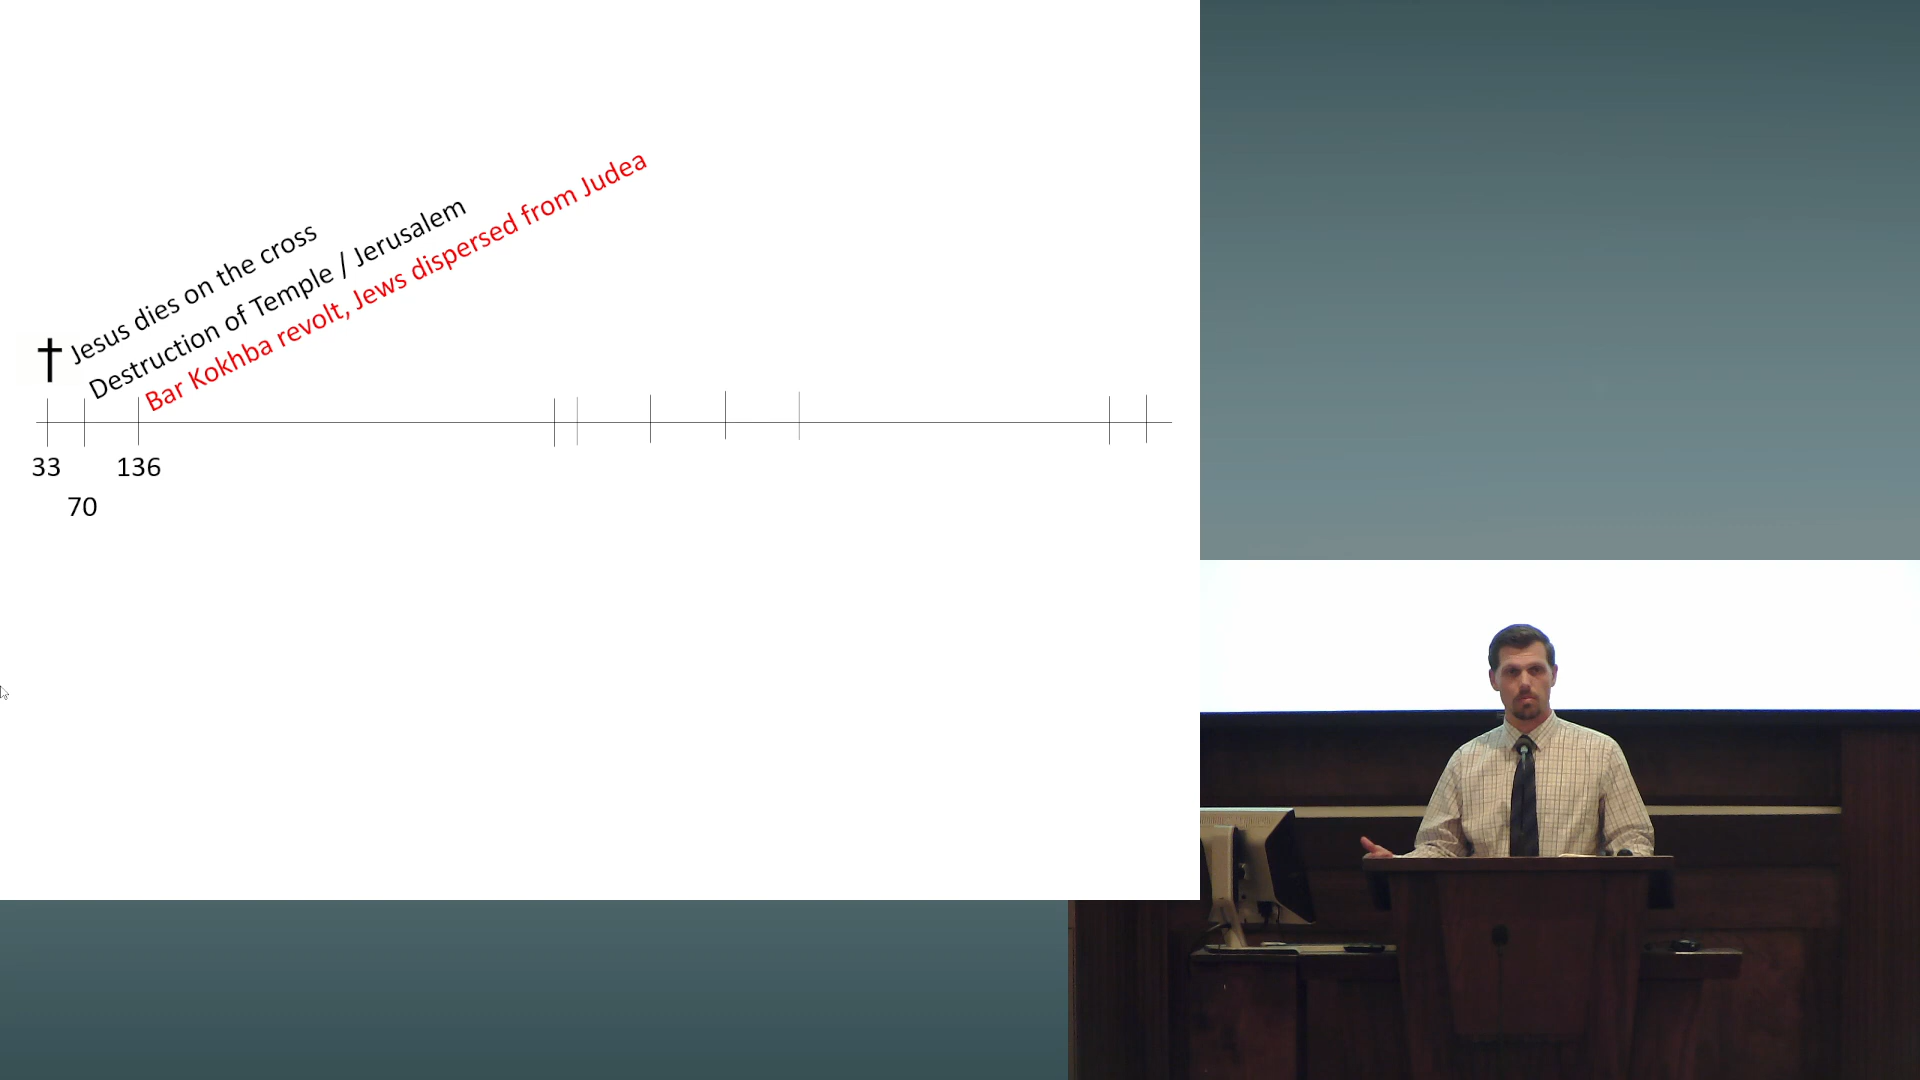 Jesus dies on the cross
Destruction of Temple / Jerusalem
Bar Kokhba revolt, Jews dispersed from Judea
33
136
70